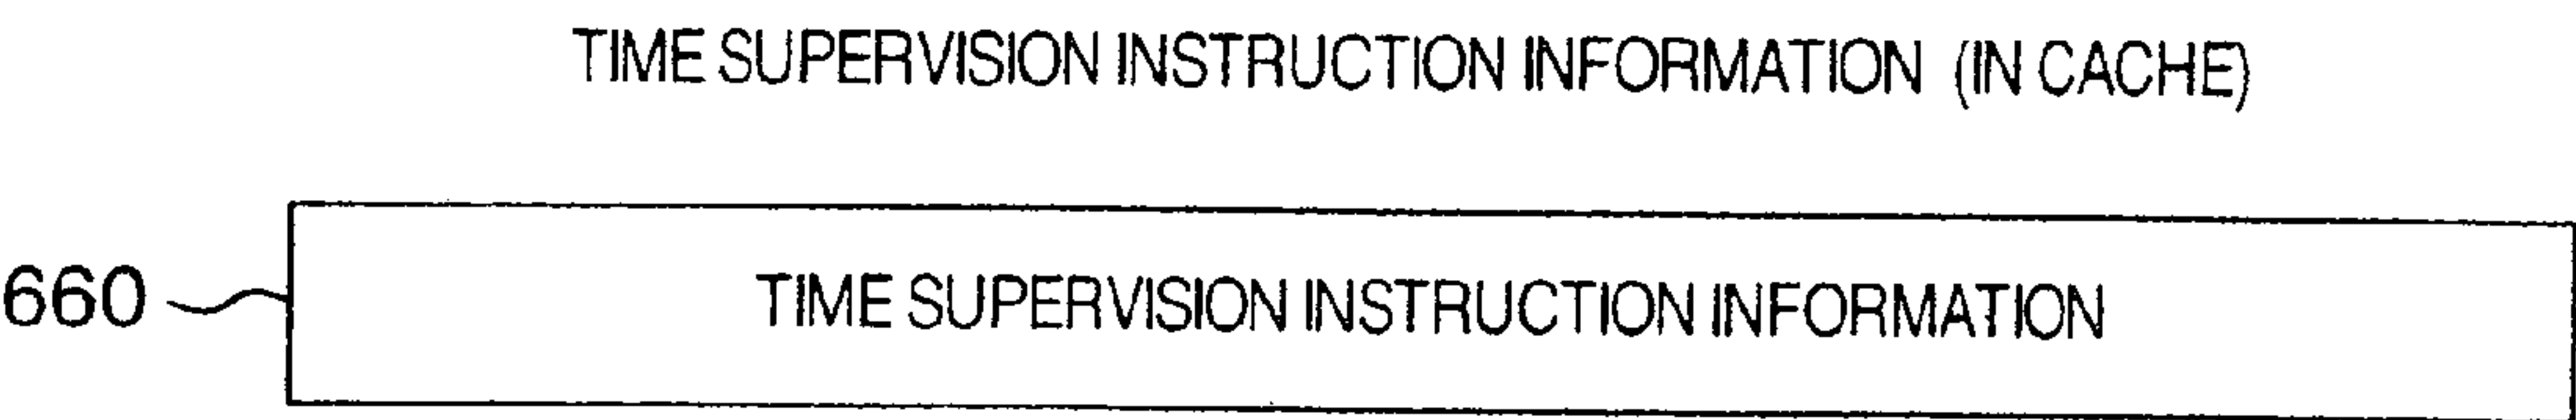 TIME SUPERVISION INSTRUCTION INFORMATION (IN CACHE)
660 TIME SUPERVISION INSTRUCTION INFORMATION